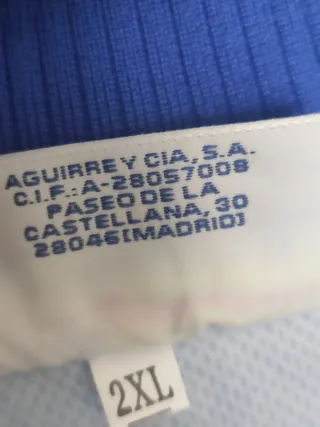 AGUIRRE Y CIA, S.A.
C.I.F.: A-28057008
PASEO DE LA
CASTELLANA, 30
28046[MADRID]
2XL